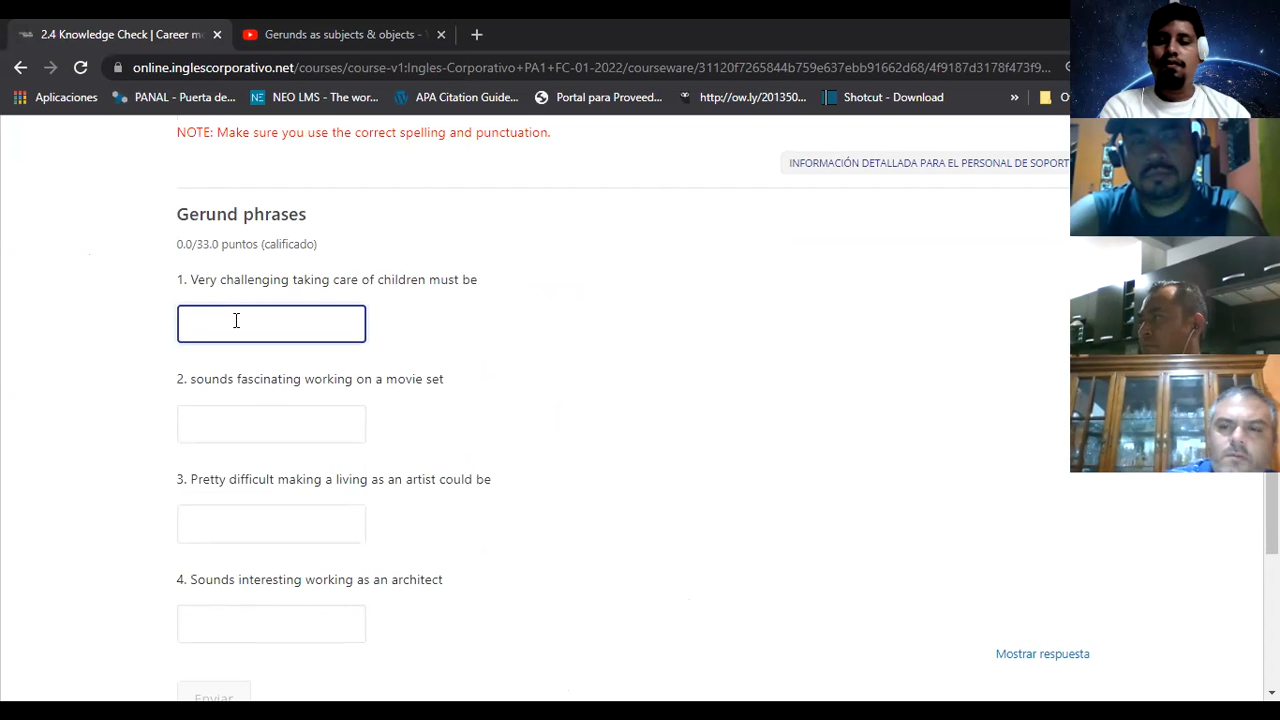 2.4 Knowledge Check | Career m
Gerunds as subjects & objects -
online.inglescorporativo.net/courses/course-v1:Ingles-Corporativo+PA1+FC-01-2022/courseware/31120f7265844b759e637ebb91662d68/4f9187d3178f473f9...
Aplicaciones
PANAL - Puerta de...
NE
NEO LMS - The wor...
APA Citation Guide...
Portal para Proveed...
http://ow.ly/201350...
Shotcut - Download
»
NOTE: Make sure you use the correct spelling and punctuation.
INFORMACIÓN DETALLADA PARA EL PERSONAL DE SOPORT
Gerund phrases
0.0/33.0 puntos (calificado)
1. Very challenging taking care of children must be
2. sounds fascinating working on a movie set
3. Pretty difficult making a living as an artist could be
4. Sounds interesting working as an architect
Mostrar respuesta
Enviar